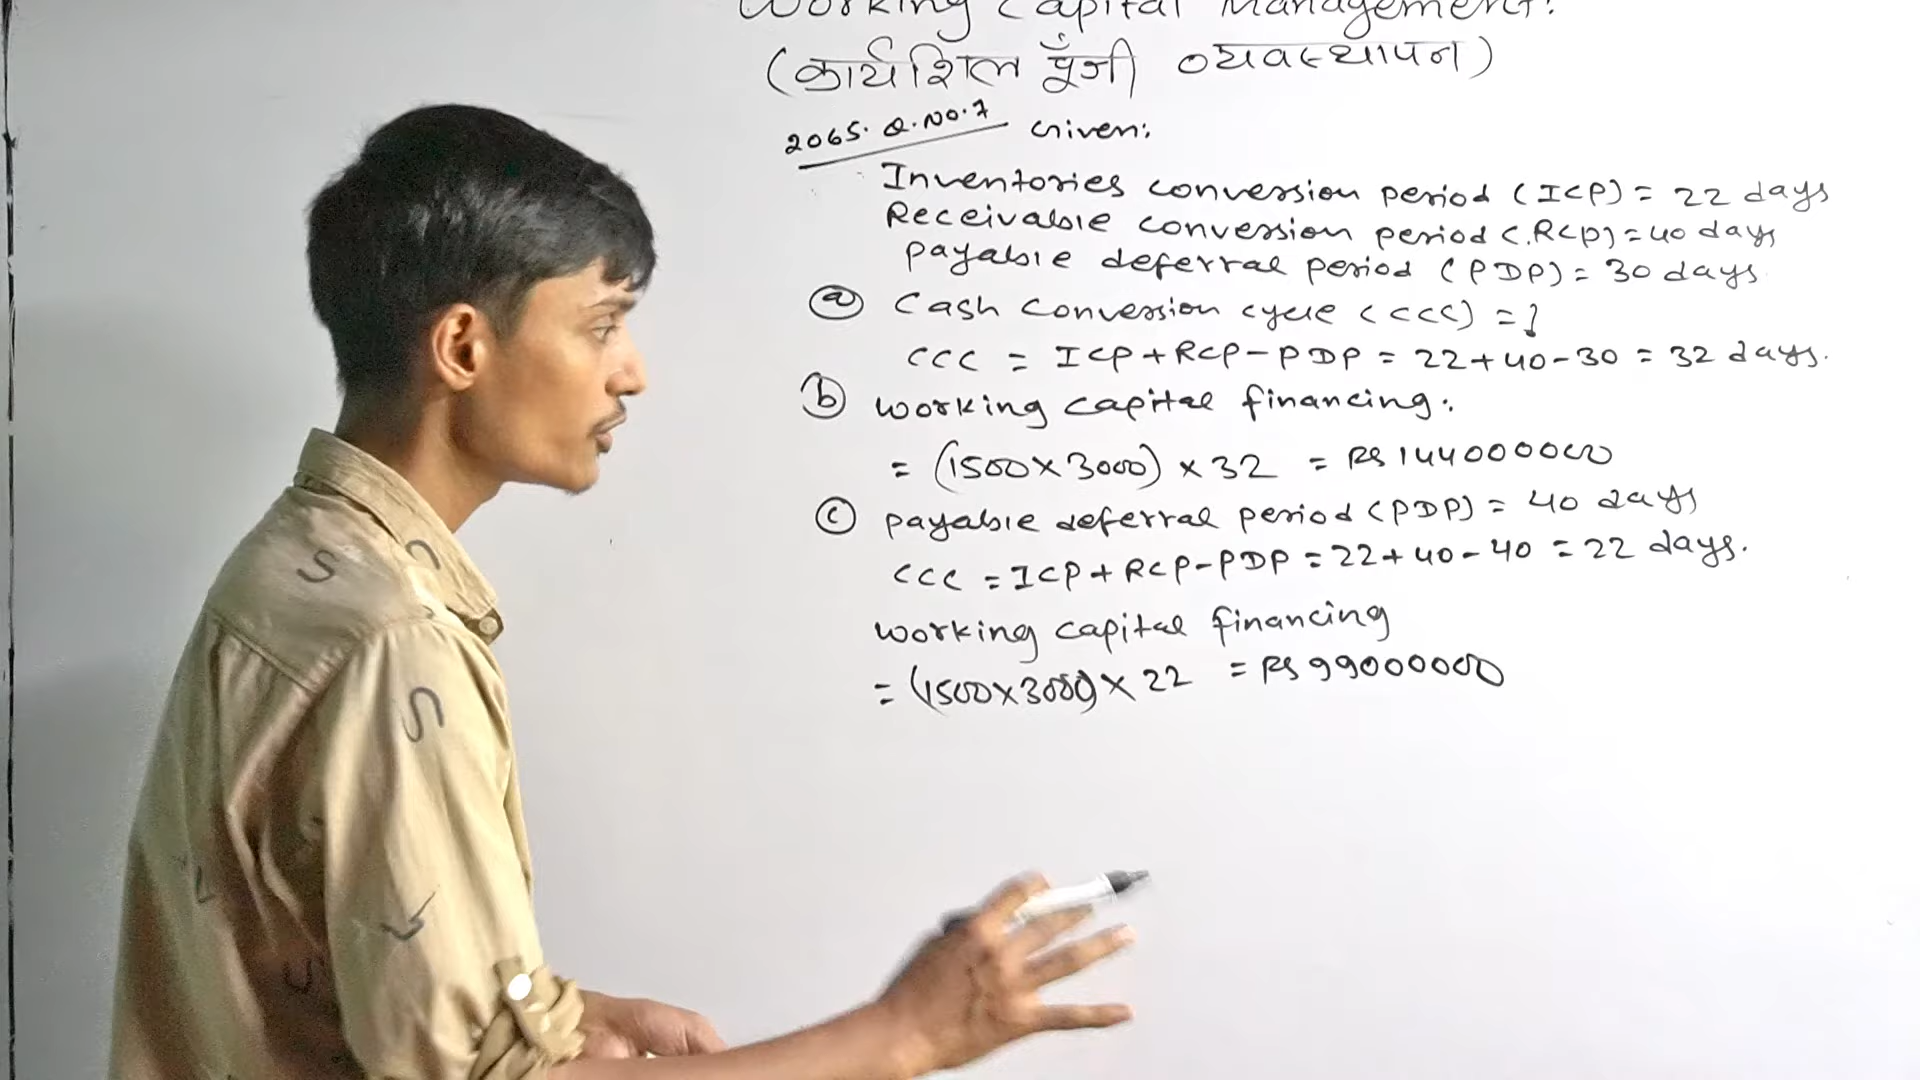 Working Capital Management:
(कार्यशिल पूँजी व्यवस्थापन)
2065. Q.NO.7 Given:
Inventories conversion period (ICP) = 22 days
Receivable conversion period (RCP) = 40 days
payable deferral period (PDP) = 30 days.
(a) Cash conversion cycle (CCC) = ?
CCC = ICP + RCP - PDP = 22 + 40 - 30 = 32 days.
(b) working capital financing:
= (1500 x 3000) x 32 = Rs 144000000
(c) payable deferral period (PDP) = 40 days
CCC = ICP + RCP - PDP = 22 + 40 - 40 = 22 days.
working capital financing
= (1500 x 3000) x 22 = Rs 99000000